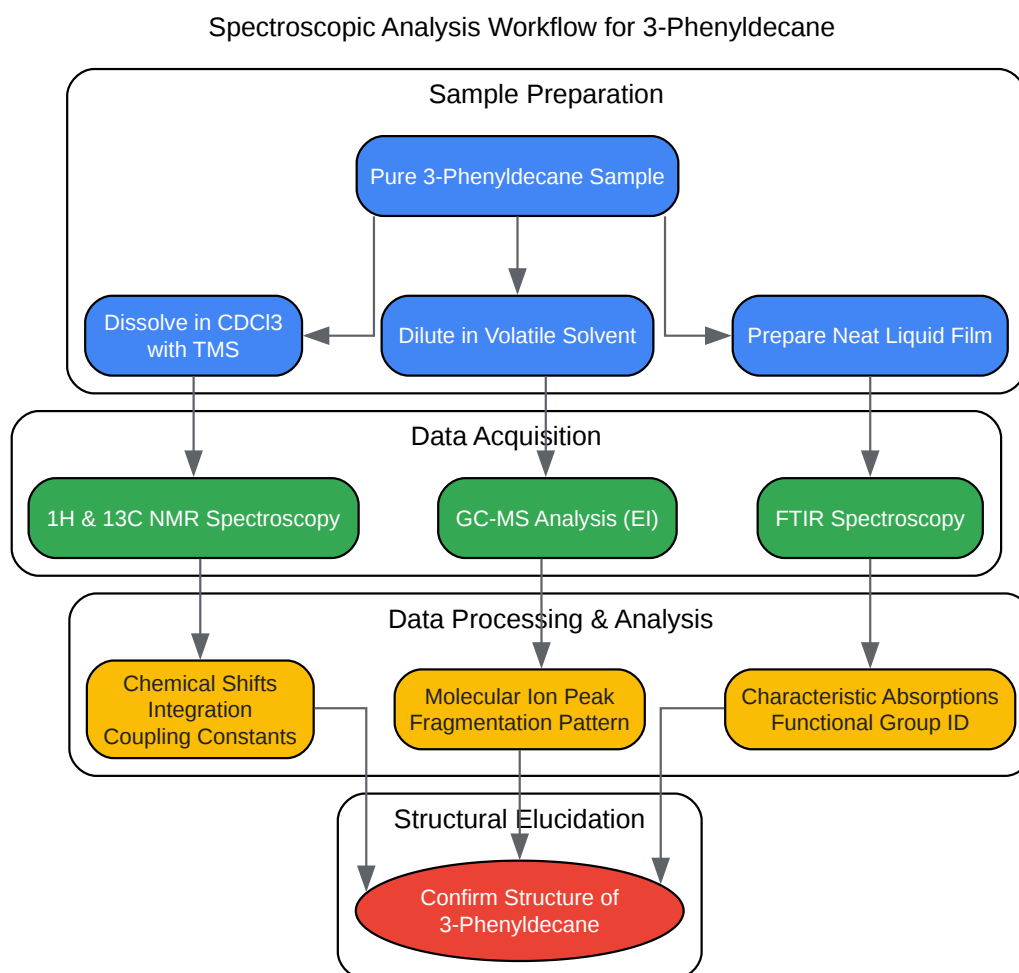 Spectroscopic Analysis Workflow for 3-Phenyldecane
Sample Preparation
Pure 3-Phenyldecane Sample
Dissolve in CDCl3
with TMS
Dilute in Volatile Solvent
Prepare Neat Liquid Film
Data Acquisition
1H & 13C NMR Spectroscopy
GC-MS Analysis (EI)
FTIR Spectroscopy
Data Processing & Analysis
Chemical Shifts
Integration
Coupling Constants
Molecular Ion Peak
Fragmentation Pattern
Characteristic Absorptions
Functional Group ID
Structural Elucidation
Confirm Structure of
3-Phenyldecane